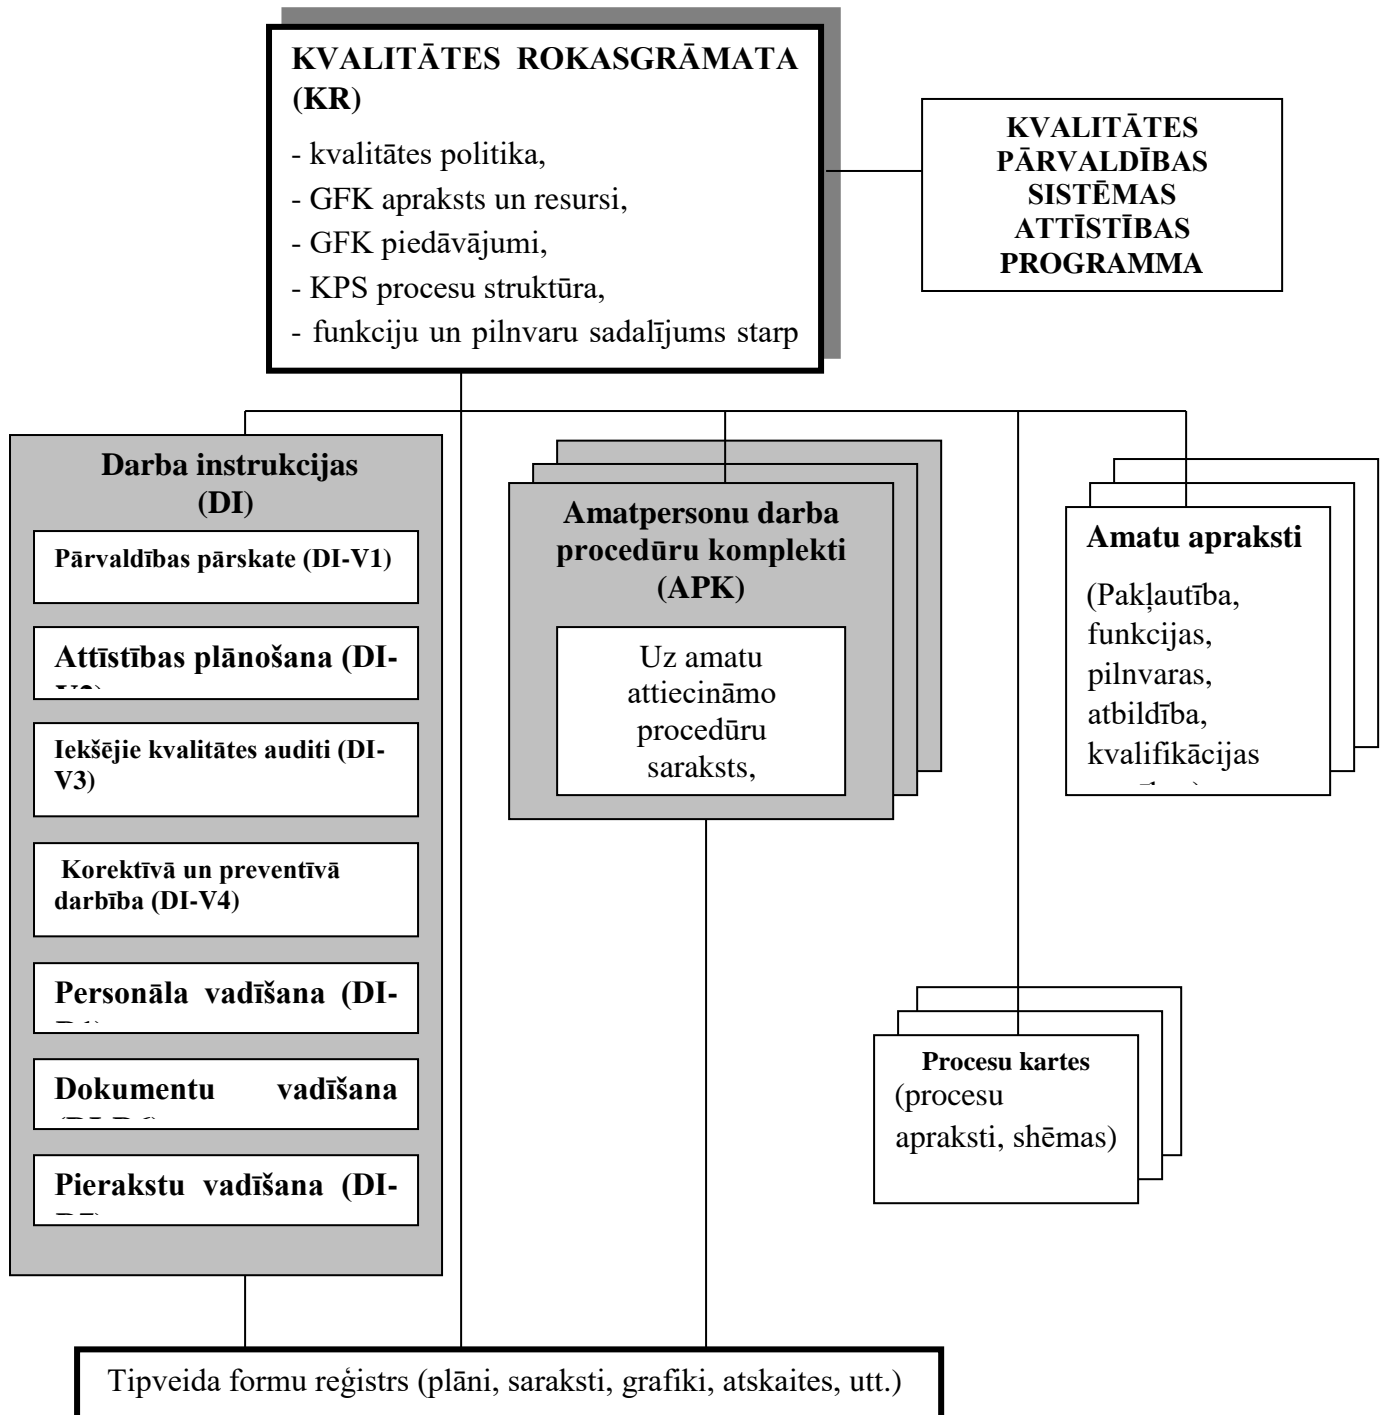 KVALITĀTES ROKASGRĀMATA
(KR)
- kvalitātes politika,
- GFK apraksts un resursi,
- GFK piedāvājumi,
- KPS procesu struktūra,
- funkciju un pilnvaru sadalījums starp
KVALITĀTES
PĀRVALDĪBAS
SISTĒMAS
ATTĪSTĪBAS
PROGRAMMA
Darba instrukcijas
(DI)
Pārvaldības pārskate (DI-V1)
Attīstības plānošana (DI-
Iekšējie kvalitātes auditi (DI-
V3)
Korektīvā un preventīvā
darbība (DI-V4)
Personāla vadīšana (DI-
Dokumentu vadīšana
Pierakstu vadīšana (DI-
Amatpersonu darba
procedūru komplekti
(APK)
Uz amatu
attiecināmo
procedūru
saraksts,
Amatu apraksti
(Pakļautība,
funkcijas,
pilnvaras,
atbildība,
kvalifikācijas
Procesu kartes
(procesu
apraksti, shēmas)
Tipveida formu reģistrs (plāni, saraksti, grafiki, atskaites, utt.)